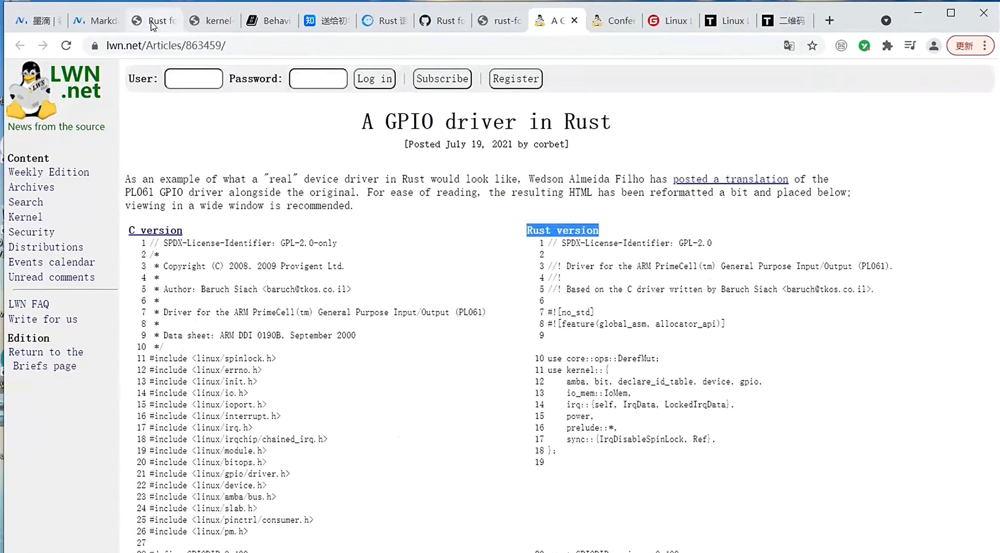 墨滴 |
Markd
Rust fo
kernel-
Behavi
知 送给初
Rust 语
Rust fo
rust-fo
A G
Confer
G Linux
T Linux
T 二维码
lwn.net/Articles/863459/
更新
LWN
.net
News from the source
User: Password: Log in | Subscribe | Register
A GPIO driver in Rust
[Posted July 19, 2021 by corbet]
Content
Weekly Edition
Archives
Search
Kernel
Security
Distributions
Events calendar
Unread comments
LWN FAQ
Write for us
Edition
Return to the
Briefs page
As an example of what a "real" device driver in Rust would look like, Wedson Almeida Filho has posted a translation of the
PL061 GPIO driver alongside the original. For ease of reading, the resulting HTML has been reformatted a bit and placed below;
viewing in a wide window is recommended.
C version
1 // SPDX-License-Identifier: GPL-2.0-only
2 /*
3 * Copyright (C) 2008, 2009 Provigent Ltd.
4 *
5 * Author: Baruch Siach <baruch@tkos.co.il>
6 *
7 * Driver for the ARM PrimeCell(tm) General Purpose Input/Output (PL061)
8 *
9 * Data sheet: ARM DDI 0190B, September 2000
10 */
11 #include <linux/spinlock.h>
12 #include <linux/errno.h>
13 #include <linux/init.h>
14 #include <linux/io.h>
15 #include <linux/ioport.h>
16 #include <linux/interrupt.h>
17 #include <linux/irq.h>
18 #include <linux/irqchip/chained_irq.h>
19 #include <linux/module.h>
20 #include <linux/bitops.h>
21 #include <linux/gpio/driver.h>
22 #include <linux/device.h>
23 #include <linux/amba/bus.h>
24 #include <linux/slab.h>
25 #include <linux/pinctrl/consumer.h>
26 #include <linux/pm.h>
27
Rust version
1 // SPDX-License-Identifier: GPL-2.0
2
3 //! Driver for the ARM PrimeCell(tm) General Purpose Input/Output (PL061).
4 //!
5 //! Based on the C driver written by Baruch Siach <baruch@tkos.co.il>.
6
7 #![no_std]
8 #![feature(global_asm, allocator_api)]
9
10 use core::ops::DerefMut;
11 use kernel::{
12 amba, bit, declare_id_table, device, gpio,
13 io_mem::IoMem,
14 irq::{self, IrqData, LockedIrqData},
15 power,
16 prelude::*,
17 sync::{IrqDisableSpinLock, Ref},
18 };
19